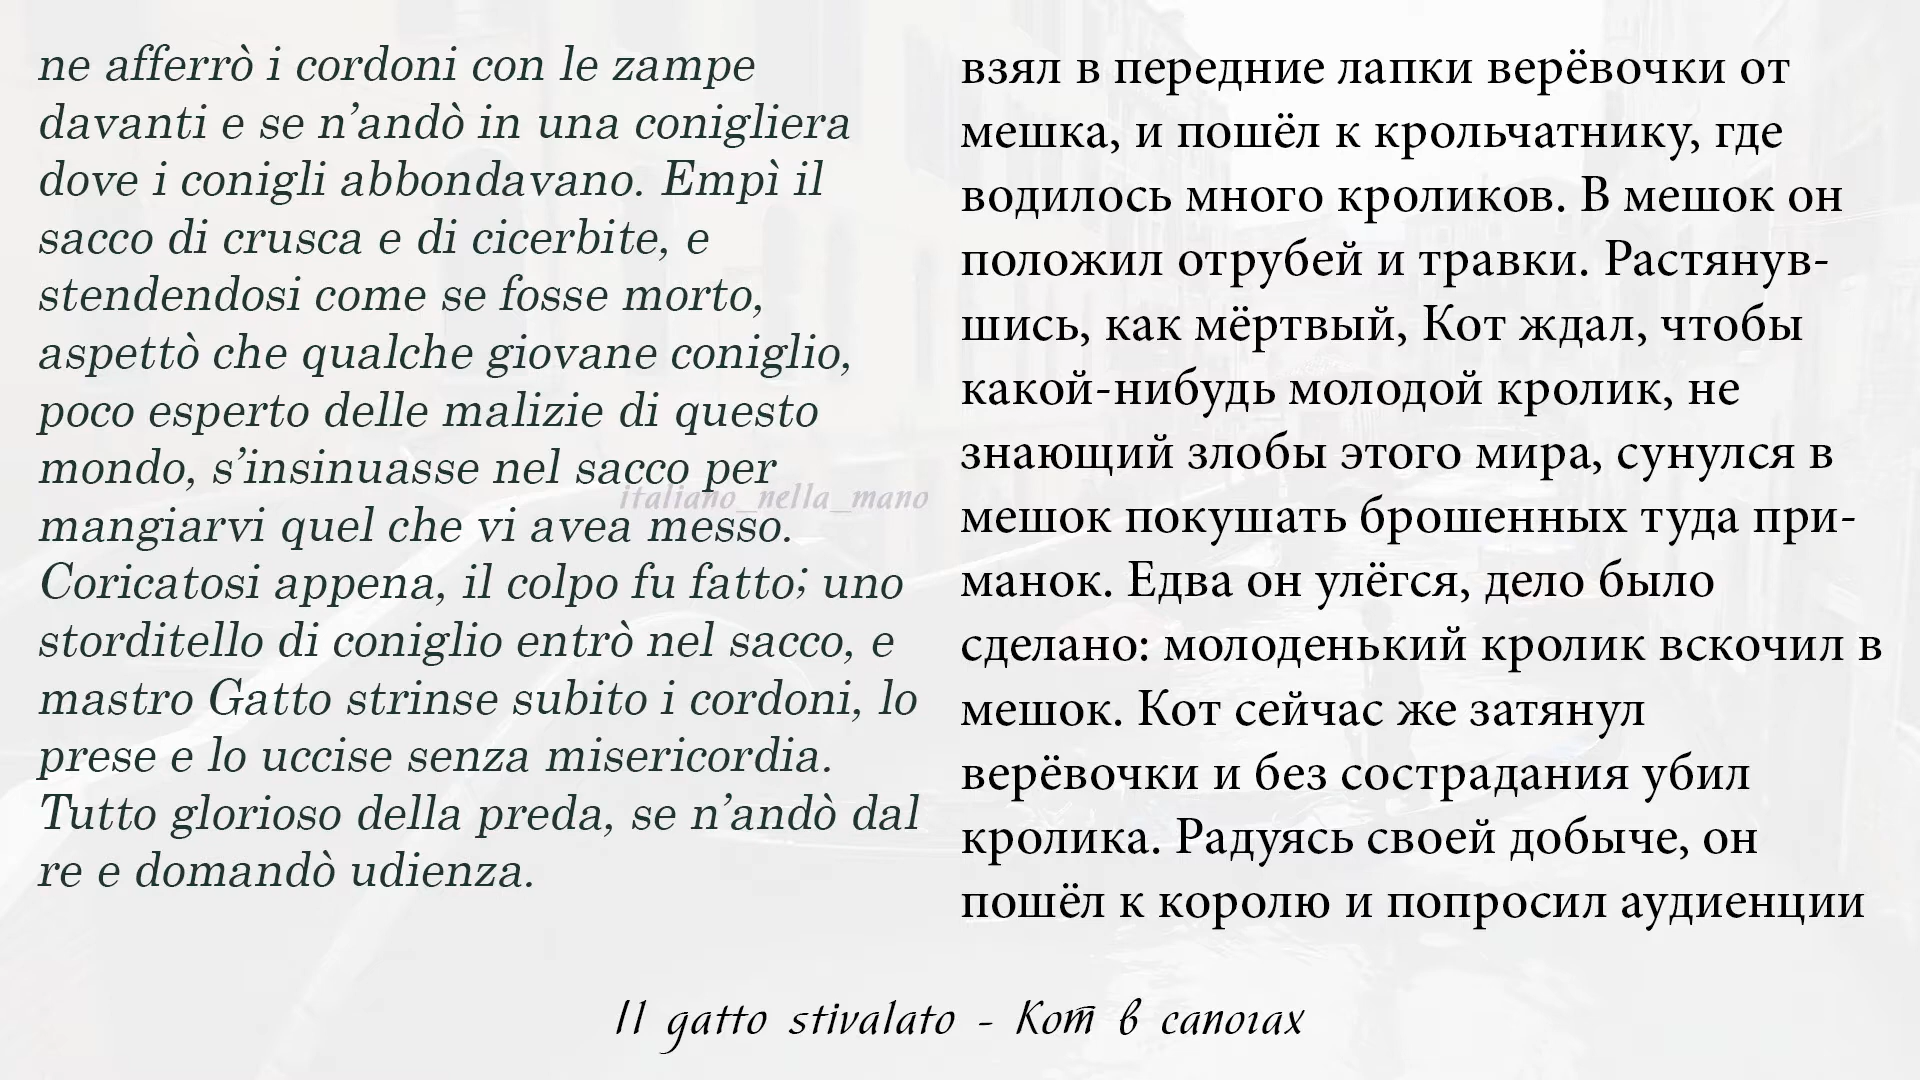 ne afferrò i cordoni con le zampe
davanti e se n’andò in una conigliera
dove i conigli abbondavano. Empì il
sacco di crusca e di cicerbite, e
stendendosi come se fosse morto,
aspettò che qualche giovane coniglio,
poco esperto delle malizie di questo
mondo, s’insinuasse nel sacco per
mangiarvi quel che vi avea messo.
Coricatosi appena, il colpo fu fatto; uno
storditello di coniglio entrò nel sacco, e
mastro Gatto strinse subito i cordoni, lo
prese e lo uccise senza misericordia.
Tutto glorioso della preda, se n’andò dal
re e domandò udienza.
italiano_nella_mano
взял в передние лапки верёвочки от
мешка, и пошёл к крольчатнику, где
водилось много кроликов. В мешок он
положил отрубей и травки. Растянув-
шись, как мёртвый, Кот ждал, чтобы
какой-нибудь молодой кролик, не
знающий злобы этого мира, сунулся в
мешок покушать брошенных туда при-
манок. Едва он улёгся, дело было
сделано: молоденький кролик вскочил в
мешок. Кот сейчас же затянул
верёвочки и без сострадания убил
кролика. Радуясь своей добыче, он
пошёл к королю и попросил аудиенции
Il gatto stivalato - Кот в сапогах